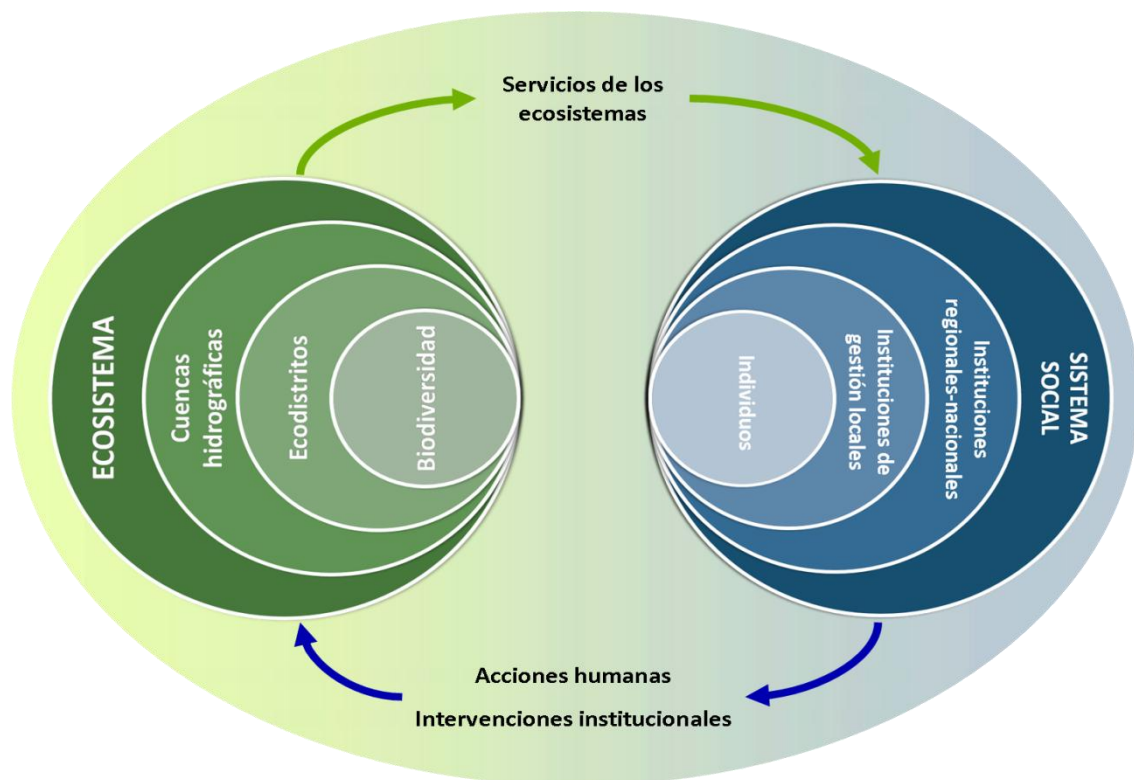 Servicios de los
ecosistemas
ECOSISTEMA
Cuencas
hidrográficas
Ecodistritos
Biodiversidad
Individuos
Instituciones de
gestión locales
Instituciones
regionales-nacionales
SISTEMA
SOCIAL
Acciones humanas
Intervenciones institucionales